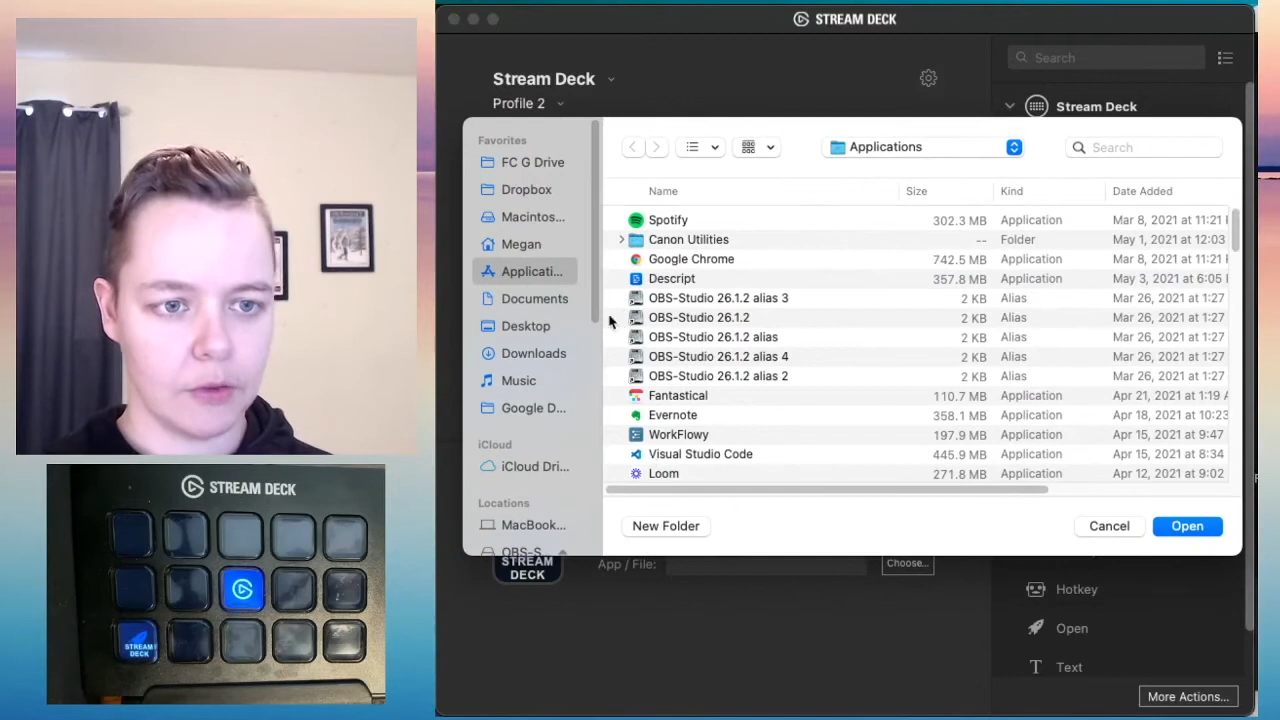 STREAM DECK
Search
Stream Deck
Profile 2
Stream Deck
Favorites
FC G Drive
Dropbox
Macintos...
Megan
Applicati...
Documents
Desktop
Downloads
Music
Google D...
iCloud
iCloud Dri...
Locations
MacBook...
OBS-S
Applications
Search
Name Size Kind Date Added
Spotify 302.3 MB Application Mar 8, 2021 at 11:21
Canon Utilities -- Folder May 1, 2021 at 12:03
Google Chrome 742.5 MB Application Mar 8, 2021 at 11:21
Descript 357.8 MB Application May 3, 2021 at 6:05
OBS-Studio 26.1.2 alias 3 2 KB Alias Mar 26, 2021 at 1:27
OBS-Studio 26.1.2 2 KB Alias Mar 26, 2021 at 1:27
OBS-Studio 26.1.2 alias 2 KB Alias Mar 26, 2021 at 1:27
OBS-Studio 26.1.2 alias 4 2 KB Alias Mar 26, 2021 at 1:27
OBS-Studio 26.1.2 alias 2 2 KB Alias Mar 26, 2021 at 1:27
Fantastical 110.7 MB Application Apr 21, 2021 at 1:19
Evernote 358.1 MB Application Apr 18, 2021 at 10:23
WorkFlowy 197.9 MB Application Apr 15, 2021 at 9:47
Visual Studio Code 445.9 MB Application Apr 15, 2021 at 8:34
Loom 271.8 MB Application Apr 12, 2021 at 9:02
New Folder Cancel Open
STREAM
DECK
App / File: Choose...
Hotkey
Open
T Text
More Actions...
STREAM DECK
STREAM
DECK